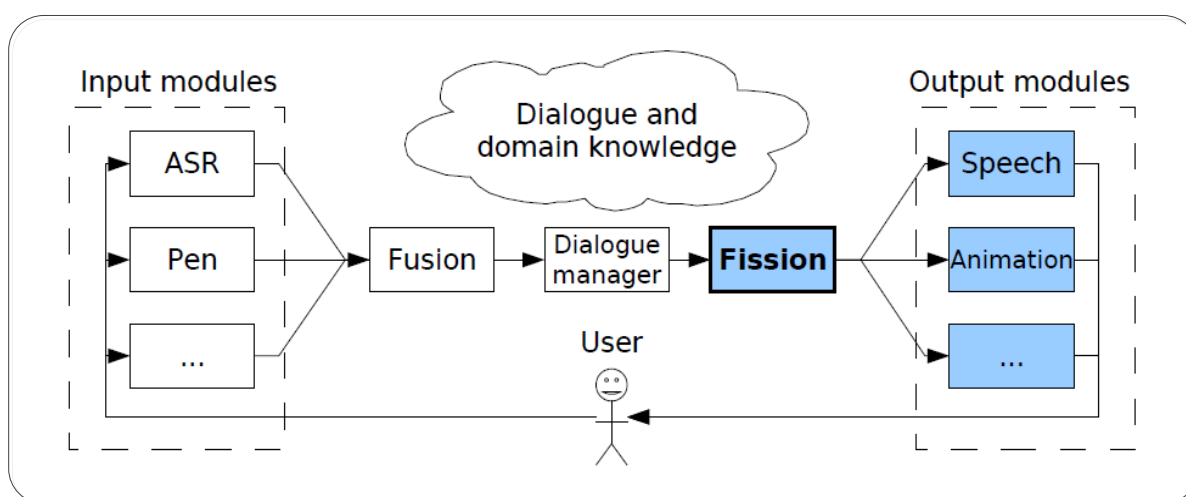 Input modules
ASR
Pen
...
Fusion
Dialogue and
domain knowledge
Dialogue
manager
Fission
User
Output modules
Speech
Animation
...